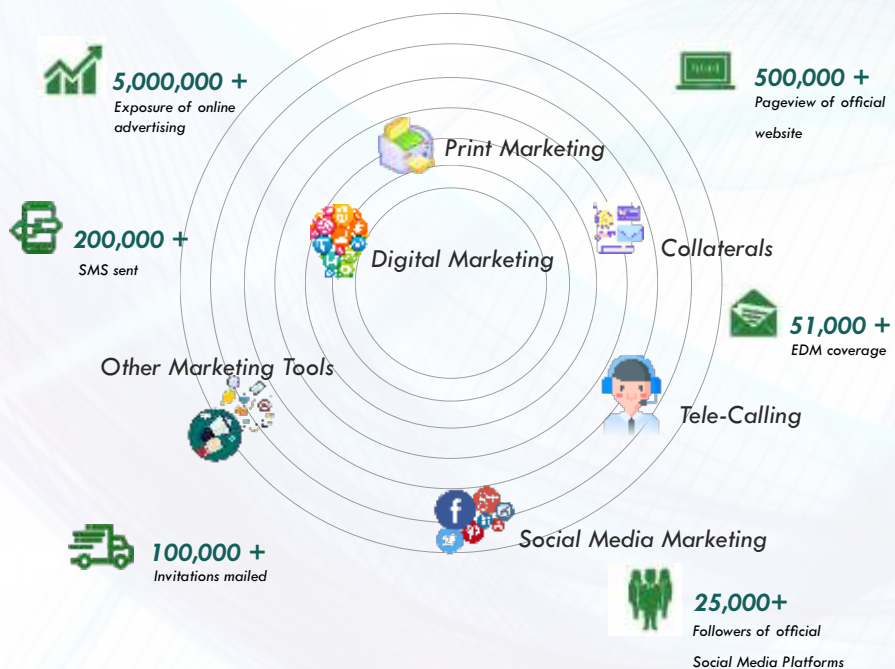 5,000,000 +
Exposure of online
advertising
500,000 +
Pageview of official
website
Print Marketing
200,000 +
SMS sent
Digital Marketing
Collaterals
51,000 +
EDM coverage
Other Marketing Tools
Tele-Calling
Social Media Marketing
100,000 +
Invitations mailed
25,000+
Followers of official
Social Media Platforms